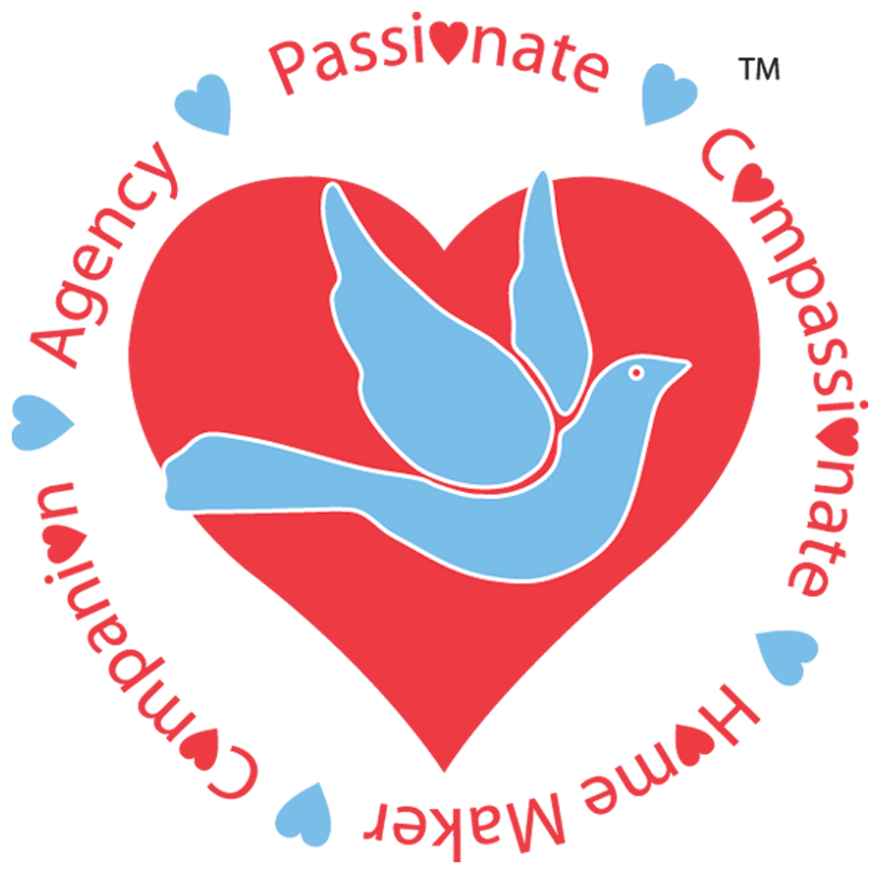 Passionate
TM
Compassionate
Home Maker
Companion
Agency